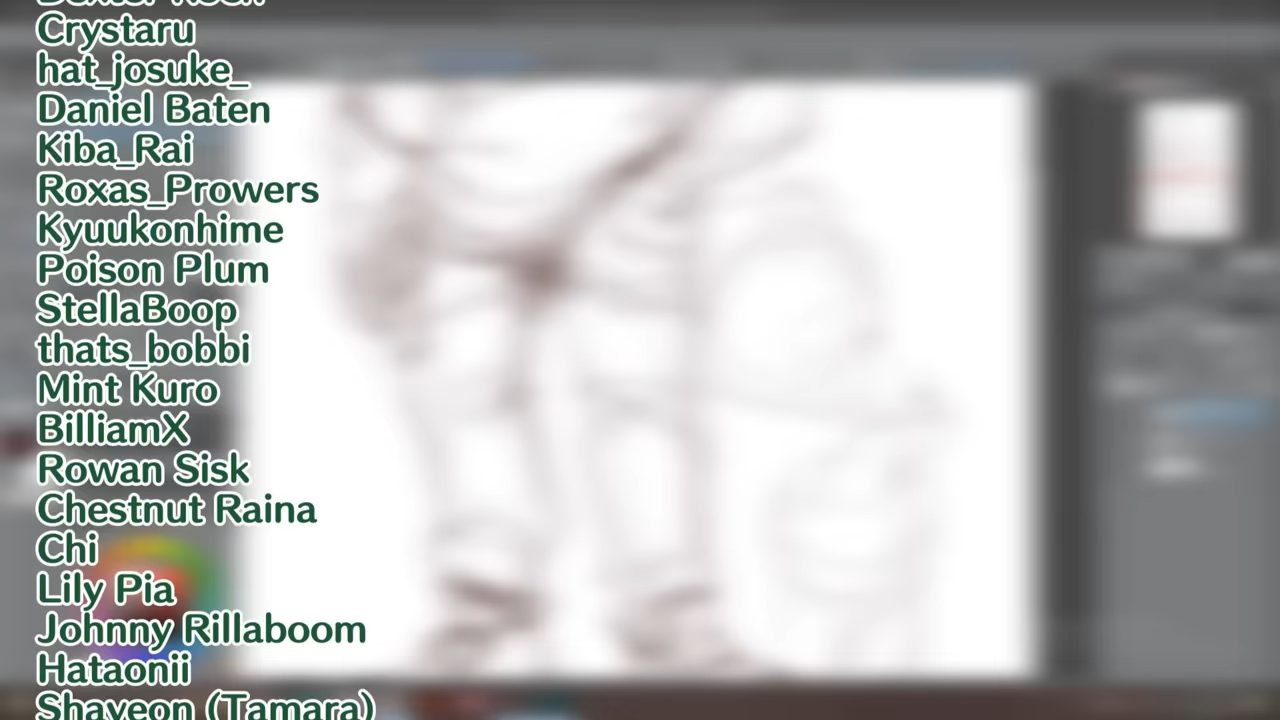 Crystaru
hat_josuke_
Daniel Baten
Kiba_Rai
Roxas_Prowers
Kyuukonhime
Poison Plum
StellaBoop
thats_bobbi
Mint Kuro
BilliamX
Rowan Sisk
Chestnut Raina
Chi
Lily Pia
Johnny Rillaboom
Hataonii
Shayeon (Tamara)